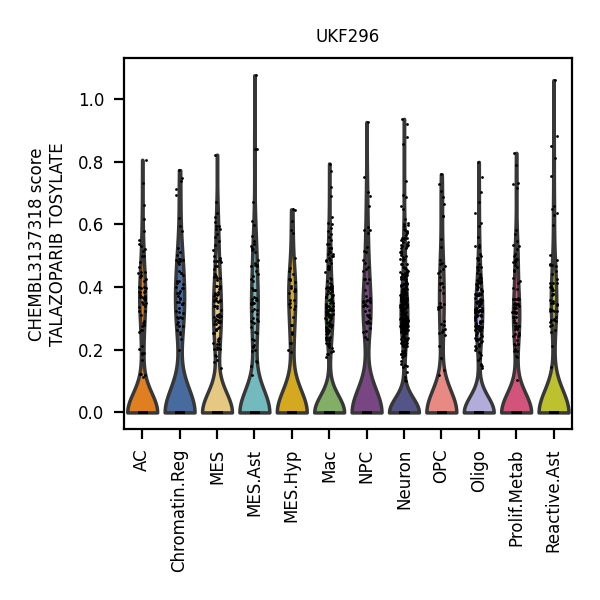 UKF296
CHEMBL3137318 score
TALAZOPARIB TOSYLATE
1.0
0.8
0.6
0.4
0.2
0.0
AC
Chromatin.Reg
MES
MES.Ast
MES.Hyp
Mac
NPC
Neuron
OPC
Oligo
Prolif.Metab
Reactive.Ast